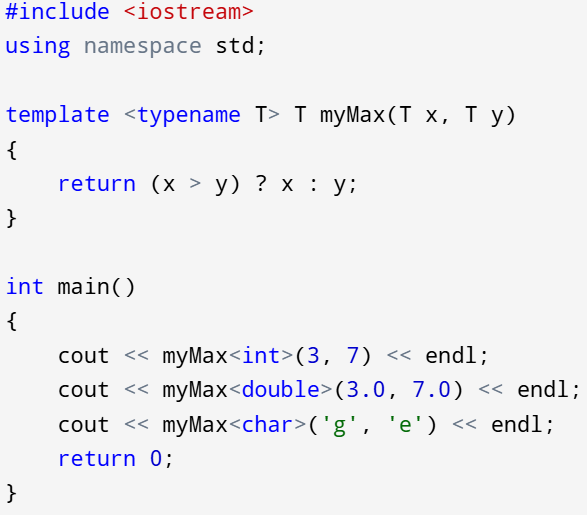 #include <iostream>
using namespace std;

template <typename T> T myMax(T x, T y)
{
    return (x > y) ? x : y;
}

int main()
{
    cout << myMax<int>(3, 7) << endl;
    cout << myMax<double>(3.0, 7.0) << endl;
    cout << myMax<char>('g', 'e') << endl;
    return 0;
}